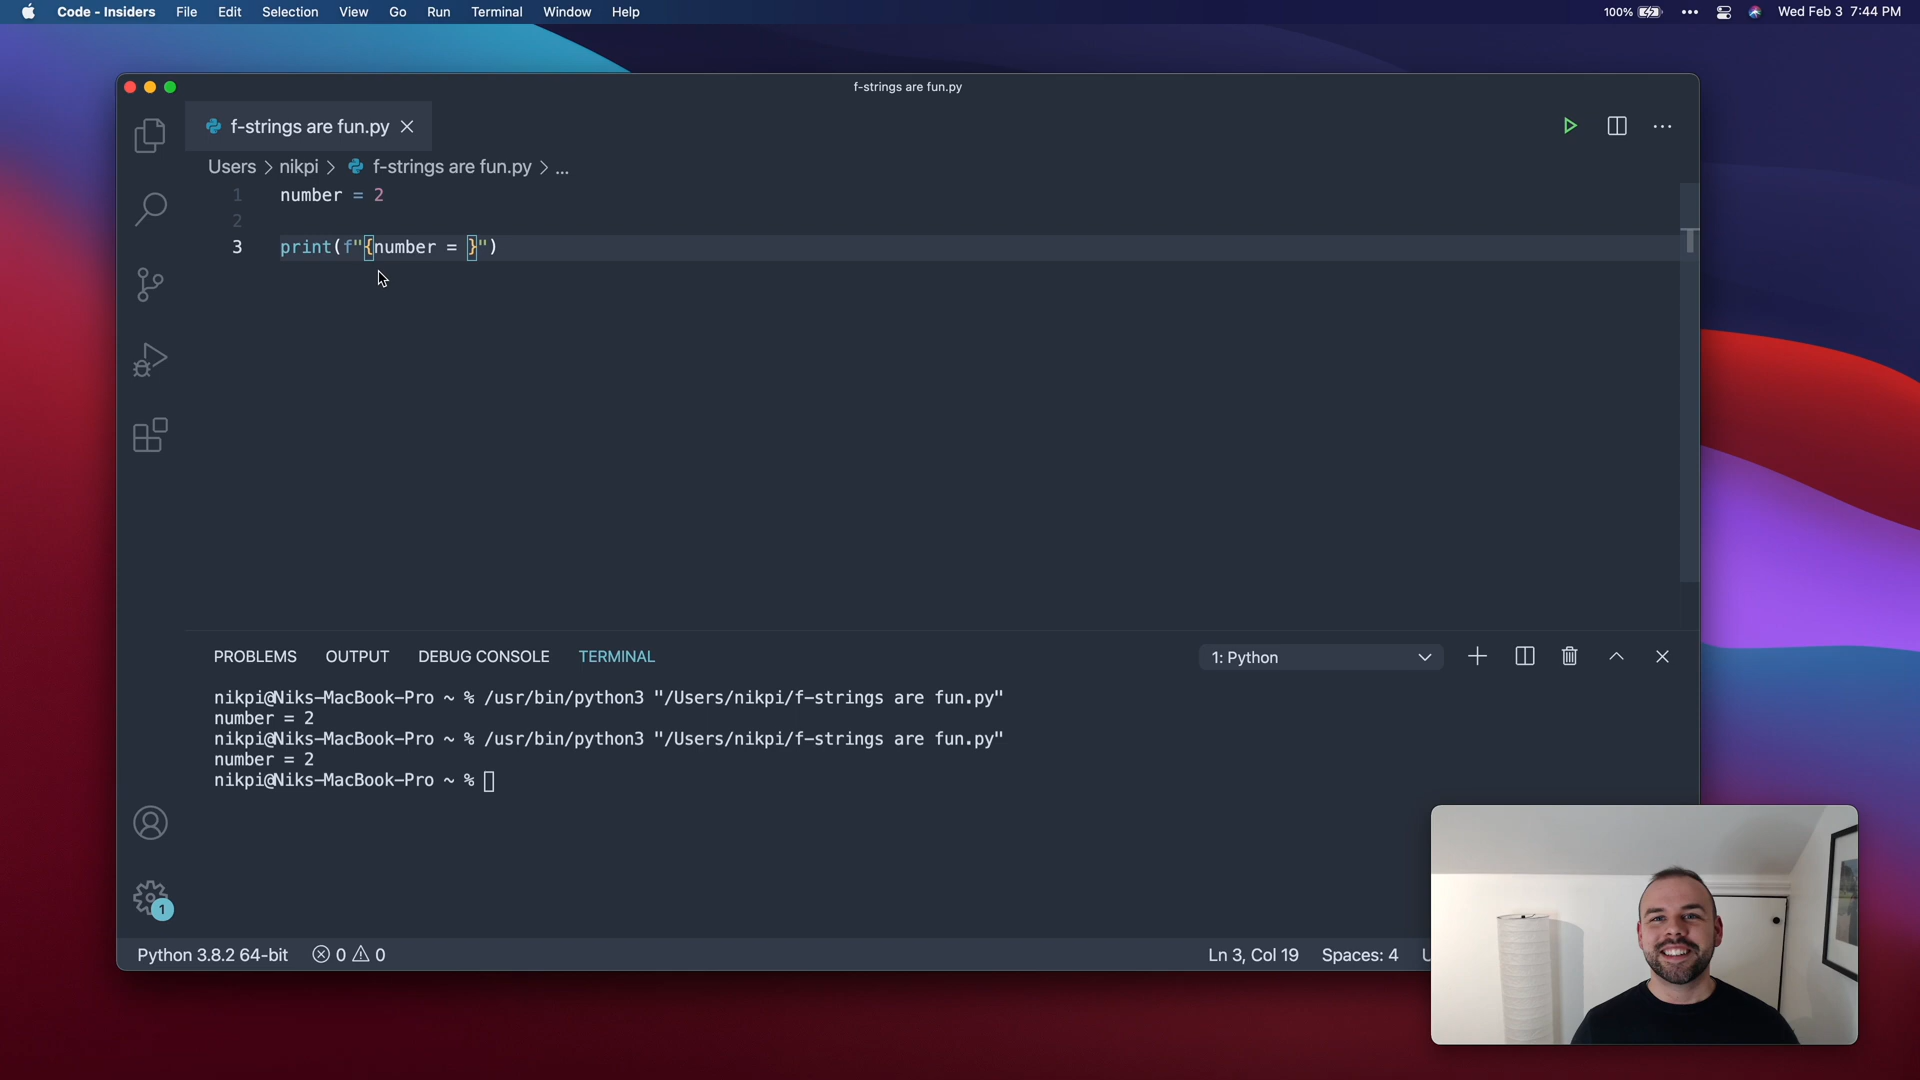 Code - Insiders File Edit Selection View Go Run Terminal Window Help 100% Wed Feb 3 7:44 PM
f-strings are fun.py
f-strings are fun.py
Users > nikpi > f-strings are fun.py > ...
1 number = 2
2
3 print(f"{number = }")
PROBLEMS OUTPUT DEBUG CONSOLE TERMINAL 1: Python
nikpi@Niks-MacBook-Pro ~ % /usr/bin/python3 "/Users/nikpi/f-strings are fun.py"
number = 2
nikpi@Niks-MacBook-Pro ~ % /usr/bin/python3 "/Users/nikpi/f-strings are fun.py"
number = 2
nikpi@Niks-MacBook-Pro ~ %
1
Python 3.8.2 64-bit 0 0 Ln 3, Col 19 Spaces: 4